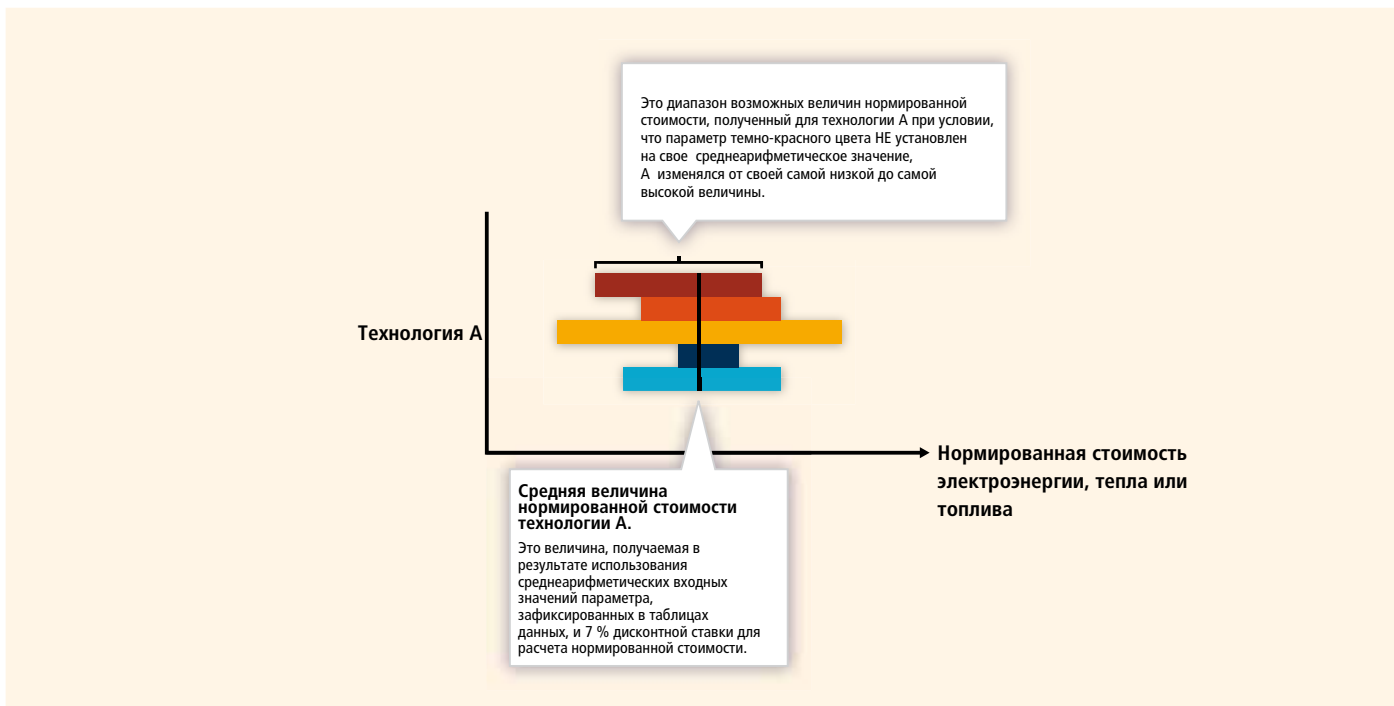 Это диапазон возможных величин нормированной
стоимости, полученный для технологии А при условии,
что параметр темно-красного цвета НЕ установлен
на свое среднеарифметическое значение,
А изменялся от своей самой низкой до самой
высокой величины.
Технология А
Нормированная стоимость
электроэнергии, тепла или
топлива
Средняя величина
нормированной стоимости
технологии А.
Это величина, получаемая в
результате использования
среднеарифметических входных
значений параметра,
зафиксированных в таблицах
данных, и 7 % дисконтной ставки для
расчета нормированной стоимости.